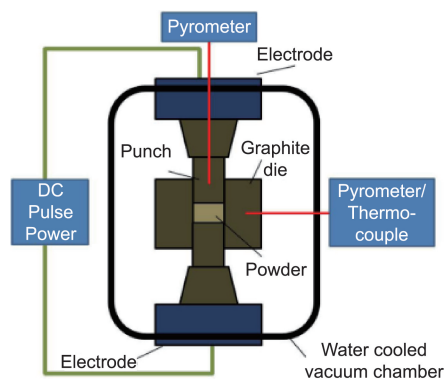 Pyrometer
Electrode
Punch
Graphite
die
DC
Pulse
Power
Pyrometer/
Thermo-
couple
Powder
Electrode
Water cooled
vacuum chamber